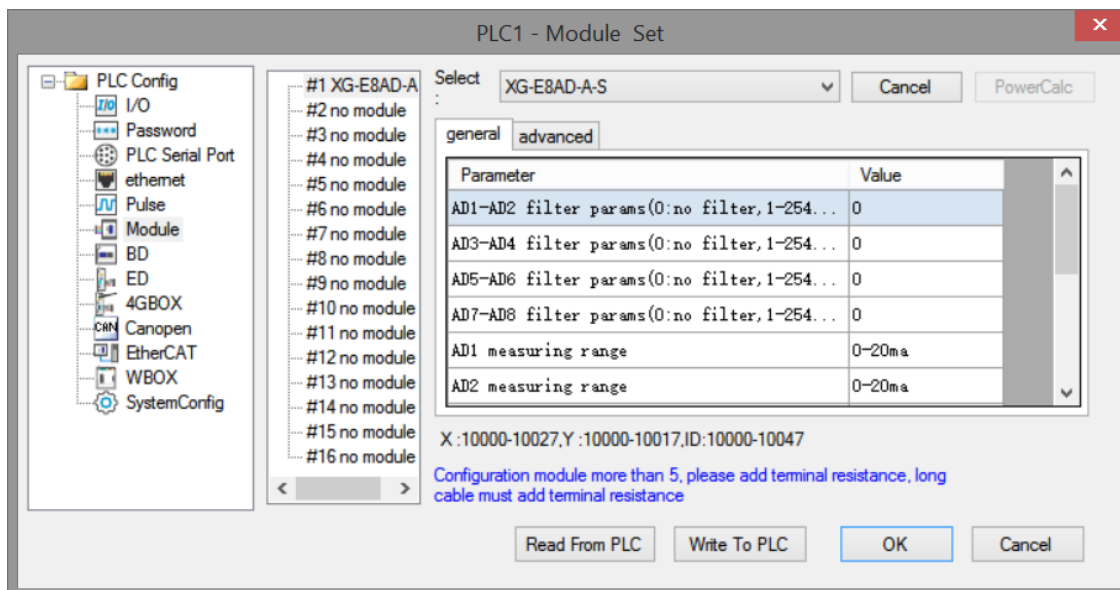 PLC1 - Module Set
PLC Config
I/O
Password
PLC Serial Port
ethernet
Pulse
Module
BD
ED
4GBOX
Canopen
EtherCAT
WBOX
SystemConfig
#1 XG-E8AD-A
#2 no module
#3 no module
#4 no module
#5 no module
#6 no module
#7 no module
#8 no module
#9 no module
#10 no module
#11 no module
#12 no module
#13 no module
#14 no module
#15 no module
#16 no module
Select : XG-E8AD-A-S Cancel PowerCalc
general advanced
Parameter Value
AD1-AD2 filter params(0:no filter,1-254... 0
AD3-AD4 filter params(0:no filter,1-254... 0
AD5-AD6 filter params(0:no filter,1-254... 0
AD7-AD8 filter params(0:no filter,1-254... 0
AD1 measuring range 0-20ma
AD2 measuring range 0-20ma
X :10000-10027,Y :10000-10017,ID:10000-10047
Configuration module more than 5, please add terminal resistance, long
cable must add terminal resistance
Read From PLC Write To PLC OK Cancel